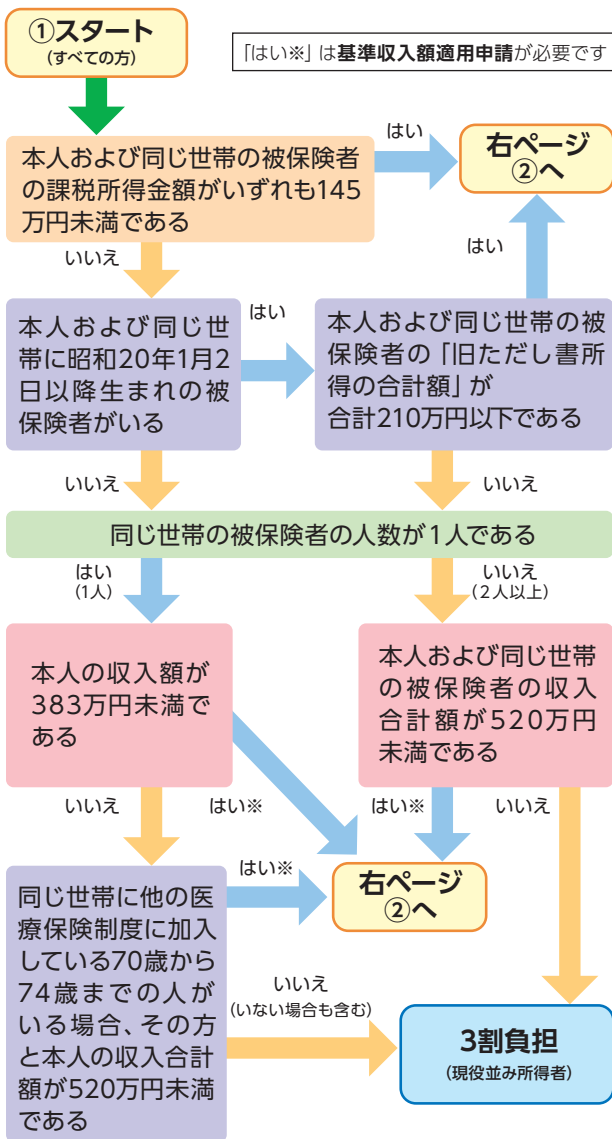 ①スタート
(すべての方)
「はい※」は基準収入額適用申請が必要です
本人および同じ世帯の被保険者
の課税所得金額がいずれも145
万円未満である
はい
右ページ
②へ
いいえ
はい
本人および同じ世
帯に昭和20年1月2
日以降生まれの被
保険者がいる
はい
本人および同じ世帯の被
保険者の「旧ただし書所
得の合計額」が
合計210万円以下である
いいえ
いいえ
同じ世帯の被保険者の人数が1人である
はい
(1人)
いいえ
(2人以上)
本人の収入額が
383万円未満で
ある
本人および同じ世帯
の被保険者の収入
合計額が520万円
未満である
いいえ
はい※
はい※
いいえ
同じ世帯に他の医
療保険制度に加入
している70歳から
74歳までの人が
いる場合、その方
と本人の収入合計
額が520万円未満
である
はい※
右ページ
②へ
いいえ
(いない場合も含む)
3割負担
(現役並み所得者)